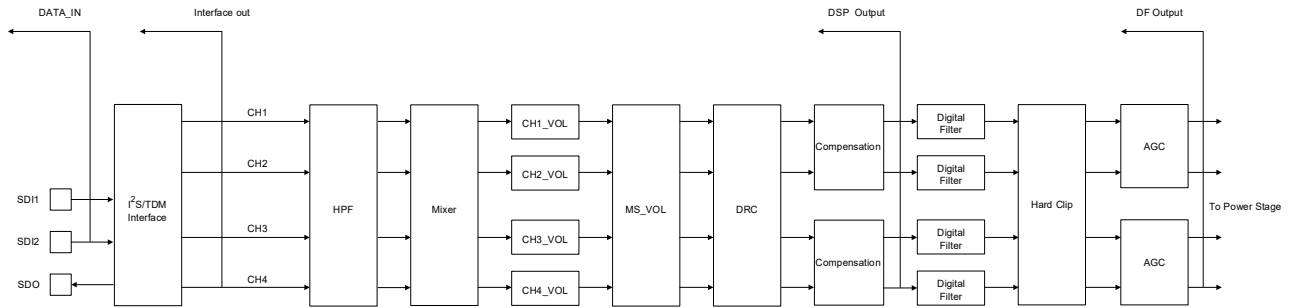 DATA_IN
Interface out
DSP Output
DF Output
CH1
CH2
CH3
CH4
SDI1
SDI2
SDO
I²S/TDM
Interface
HPF
Mixer
CH1_VOL
CH2_VOL
CH3_VOL
CH4_VOL
MS_VOL
DRC
Compensation
Compensation
Digital
Filter
Digital
Filter
Digital
Filter
Digital
Filter
Hard Clip
AGC
AGC
To Power Stage